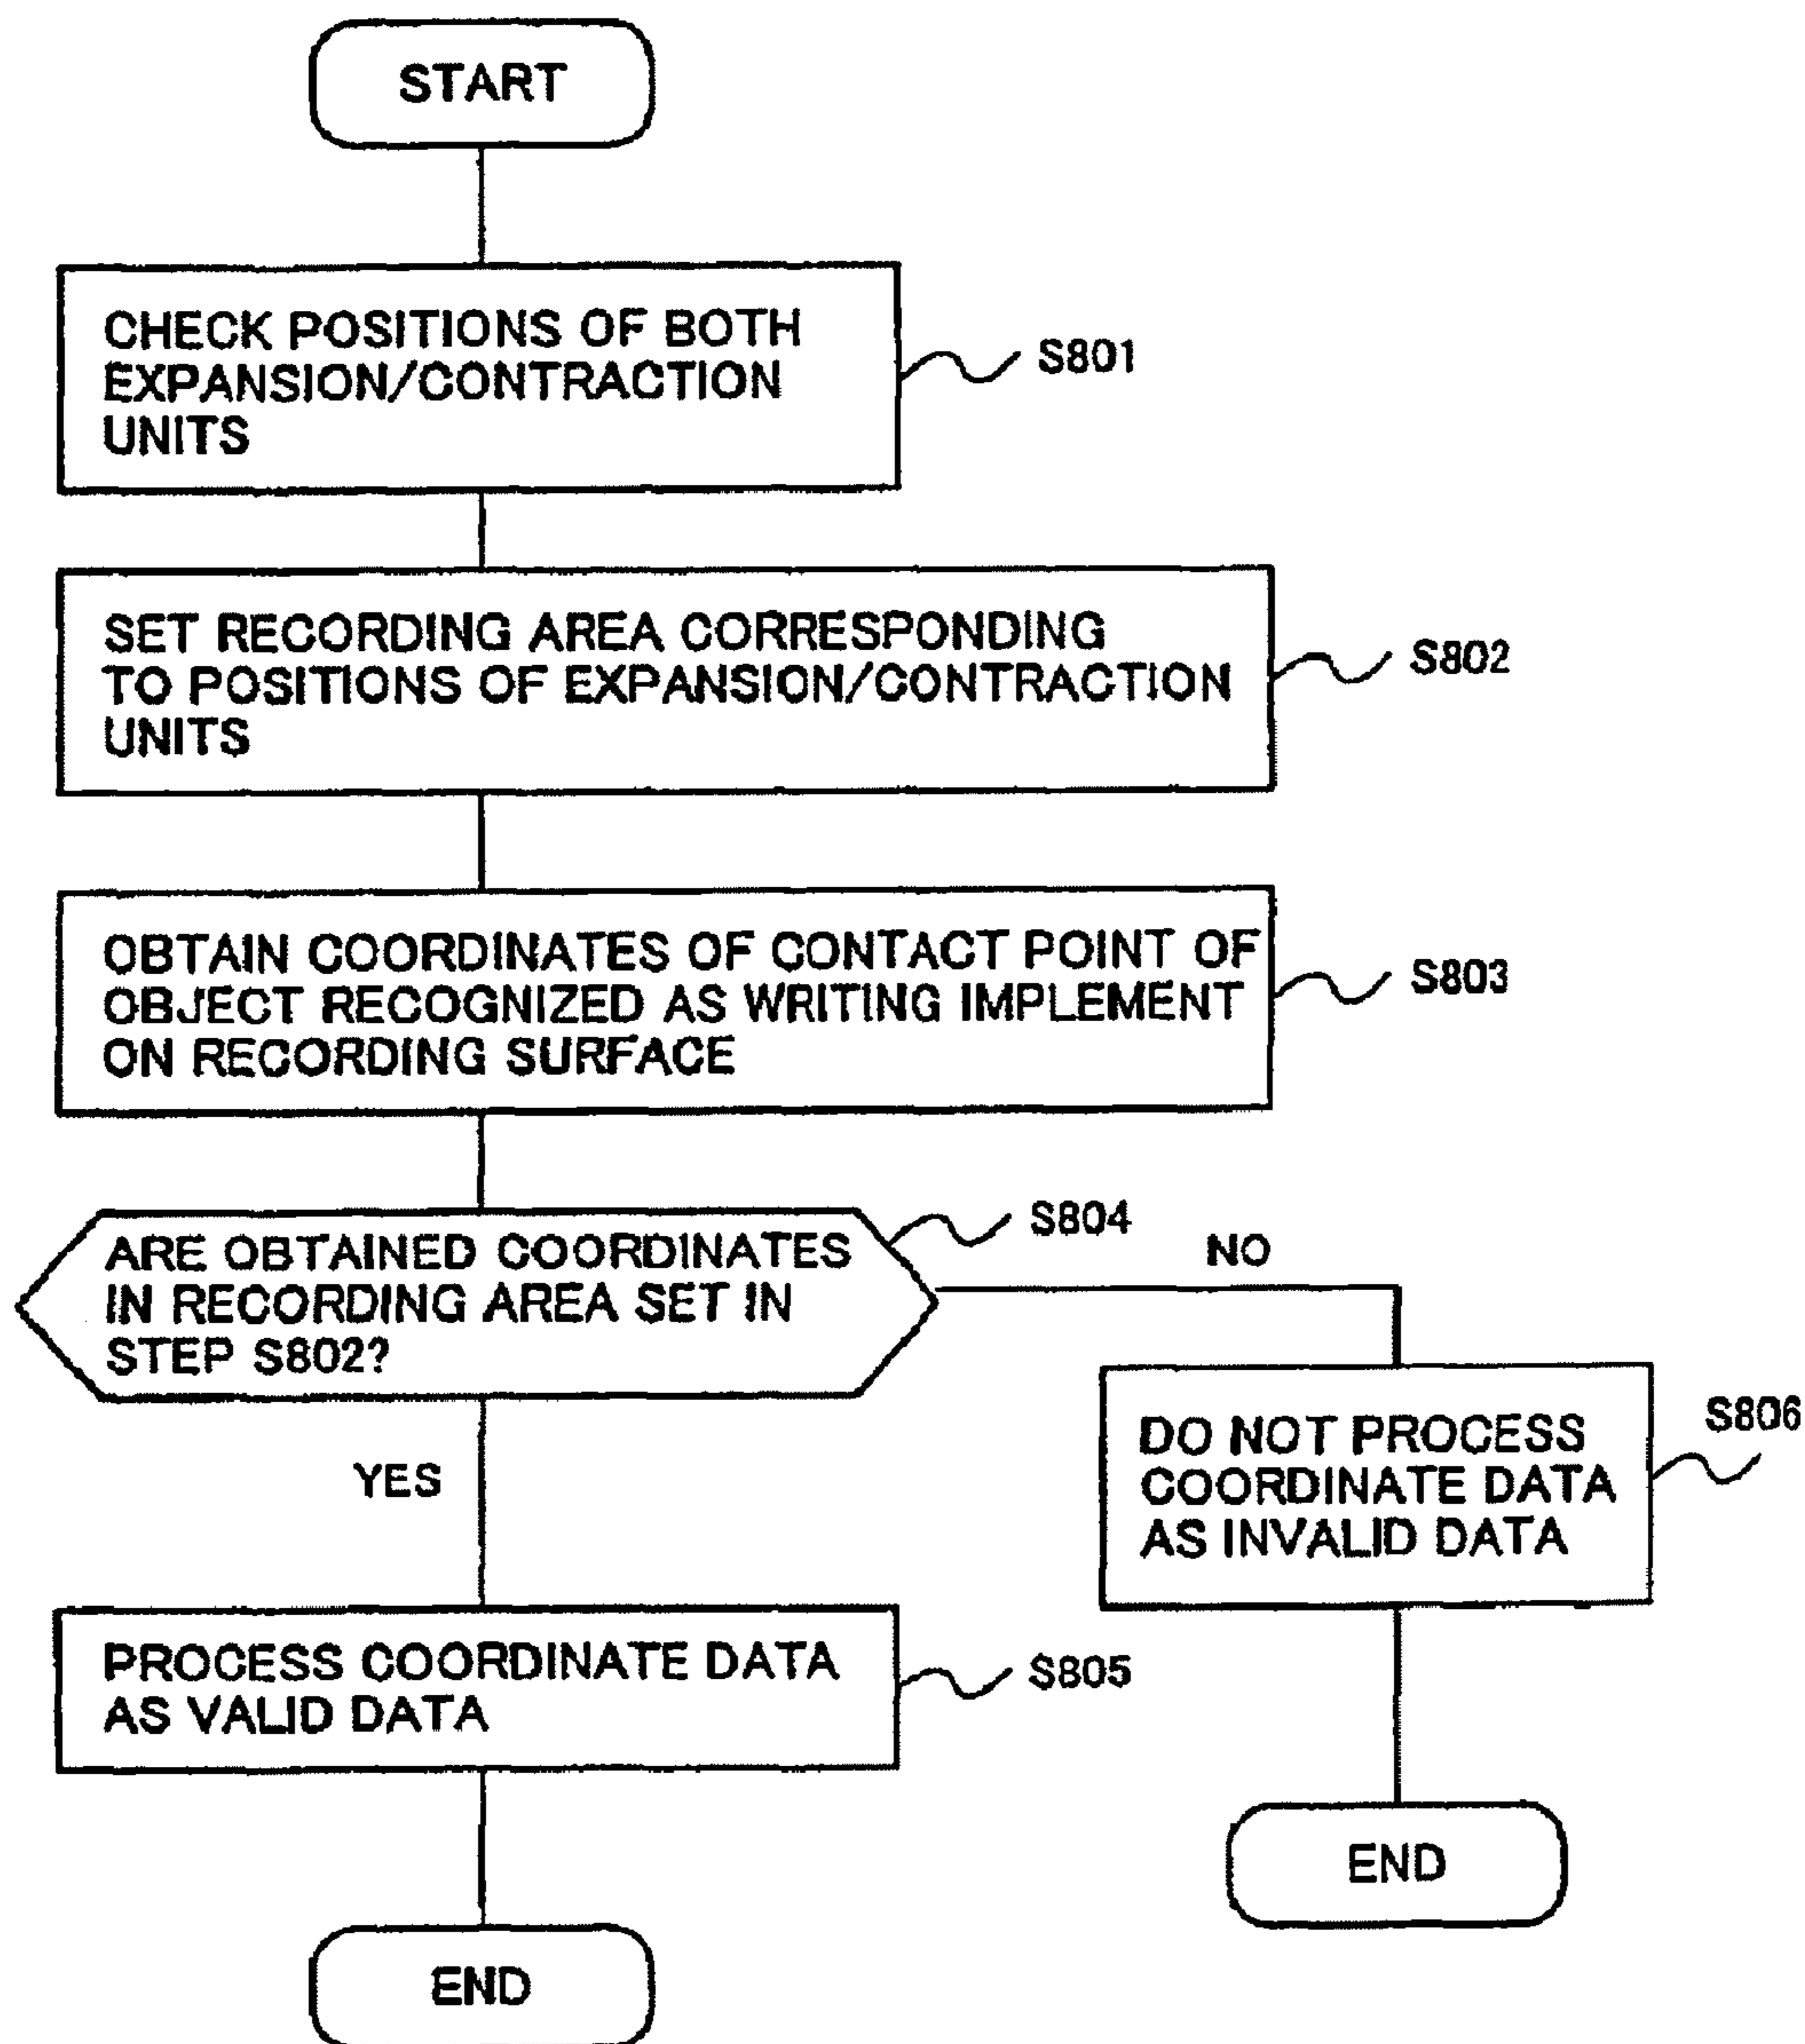 START
CHECK POSITIONS OF BOTH
EXPANSION/CONTRACTION
UNITS
S801
SET RECORDING AREA CORRESPONDING
TO POSITIONS OF EXPANSION/CONTRACTION
UNITS
S802
OBTAIN COORDINATES OF CONTACT POINT OF
OBJECT RECOGNIZED AS WRITING IMPLEMENT
ON RECORDING SURFACE
S803
ARE OBTAINED COORDINATES
IN RECORDING AREA SET IN
STEP S802?
S804
NO
YES
DO NOT PROCESS
COORDINATE DATA
AS INVALID DATA
S806
PROCESS COORDINATE DATA
AS VALID DATA
S805
END
END